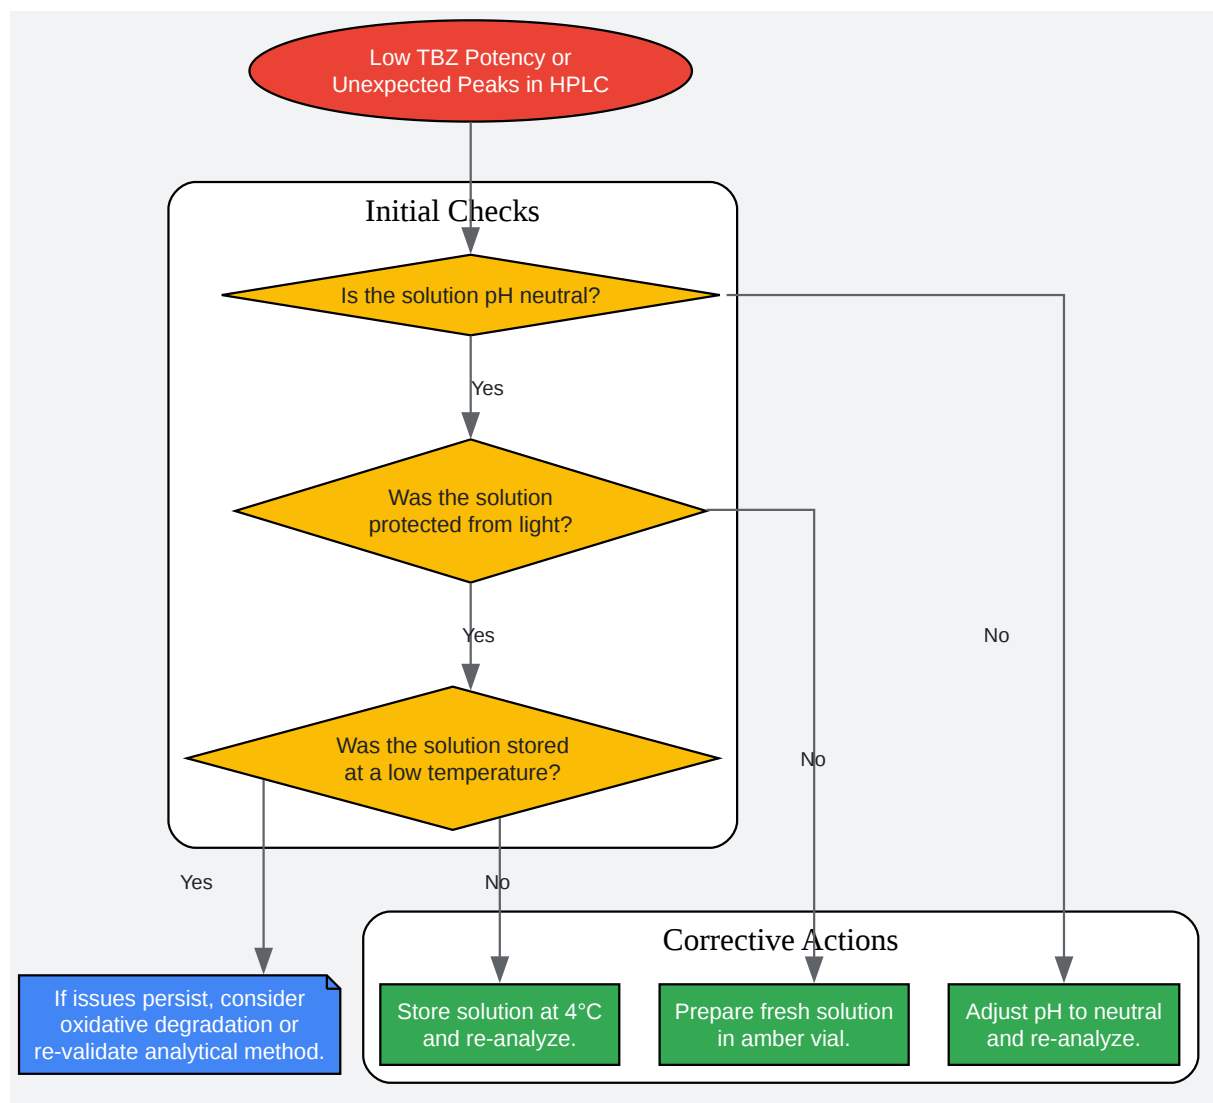 Low TBZ Potency or
Unexpected Peaks in HPLC
Initial Checks
Is the solution pH neutral?
Yes
Was the solution
protected from light?
Yes
No
Was the solution stored
at a low temperature?
No
Yes
No
Corrective Actions
If issues persist, consider
oxidative degradation or
re-validate analytical method.
Store solution at 4°C
and re-analyze.
Prepare fresh solution
in amber vial.
Adjust pH to neutral
and re-analyze.